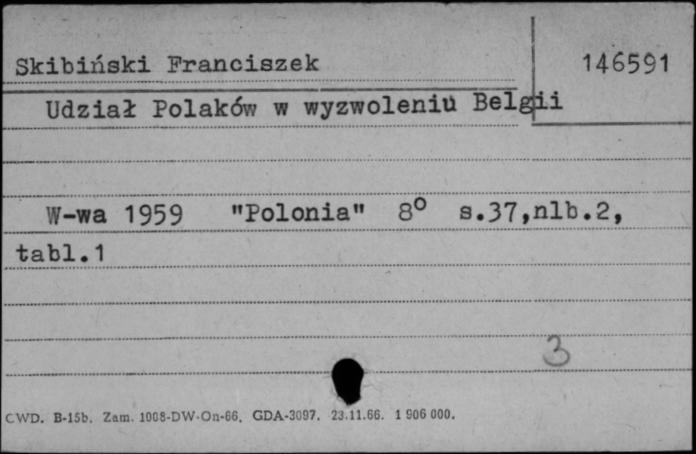 Skibiński Franciszek 146591
Udział Polaków w wyzwoleniu Belgii
W-wa 1959 "Polonia" 8° s.37,nlb.2,
tabl.1
3
CWD. B-15b. Zam. 1008-DW-On-66. GDA-3097. 23.11.66. 1 906 000.